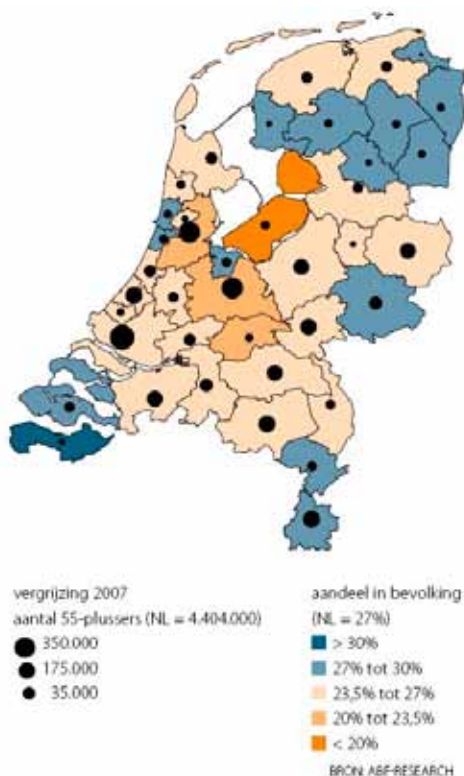 vergrijzing 2007
aantal 55-plussers (NL = 4.404.000)
350.000
175.000
35.000
aandeel in bevolking
(NL = 27%)
> 30%
27% tot 30%
23,5% tot 27%
20% tot 23,5%
< 20%
BRON: ABF-RESEARCH